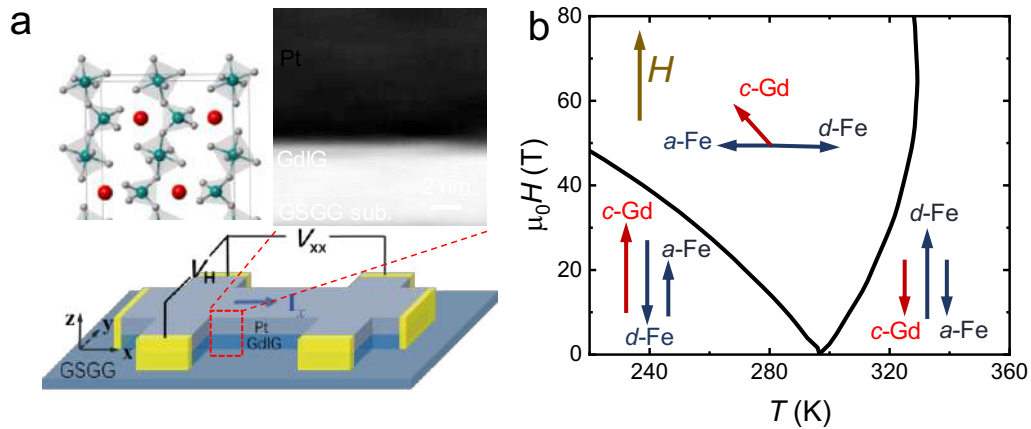 a
Pt
GdIG
2 nm
GSGG sub.
V_H
V_xx
I_x
Pt
GdIG
z
y
x
GSGG
b
μ₀H (T)
80
60
40
20
0
240
280
320
360
T (K)
H
c-Gd
a-Fe
d-Fe
c-Gd
a-Fe
d-Fe
d-Fe
c-Gd
a-Fe